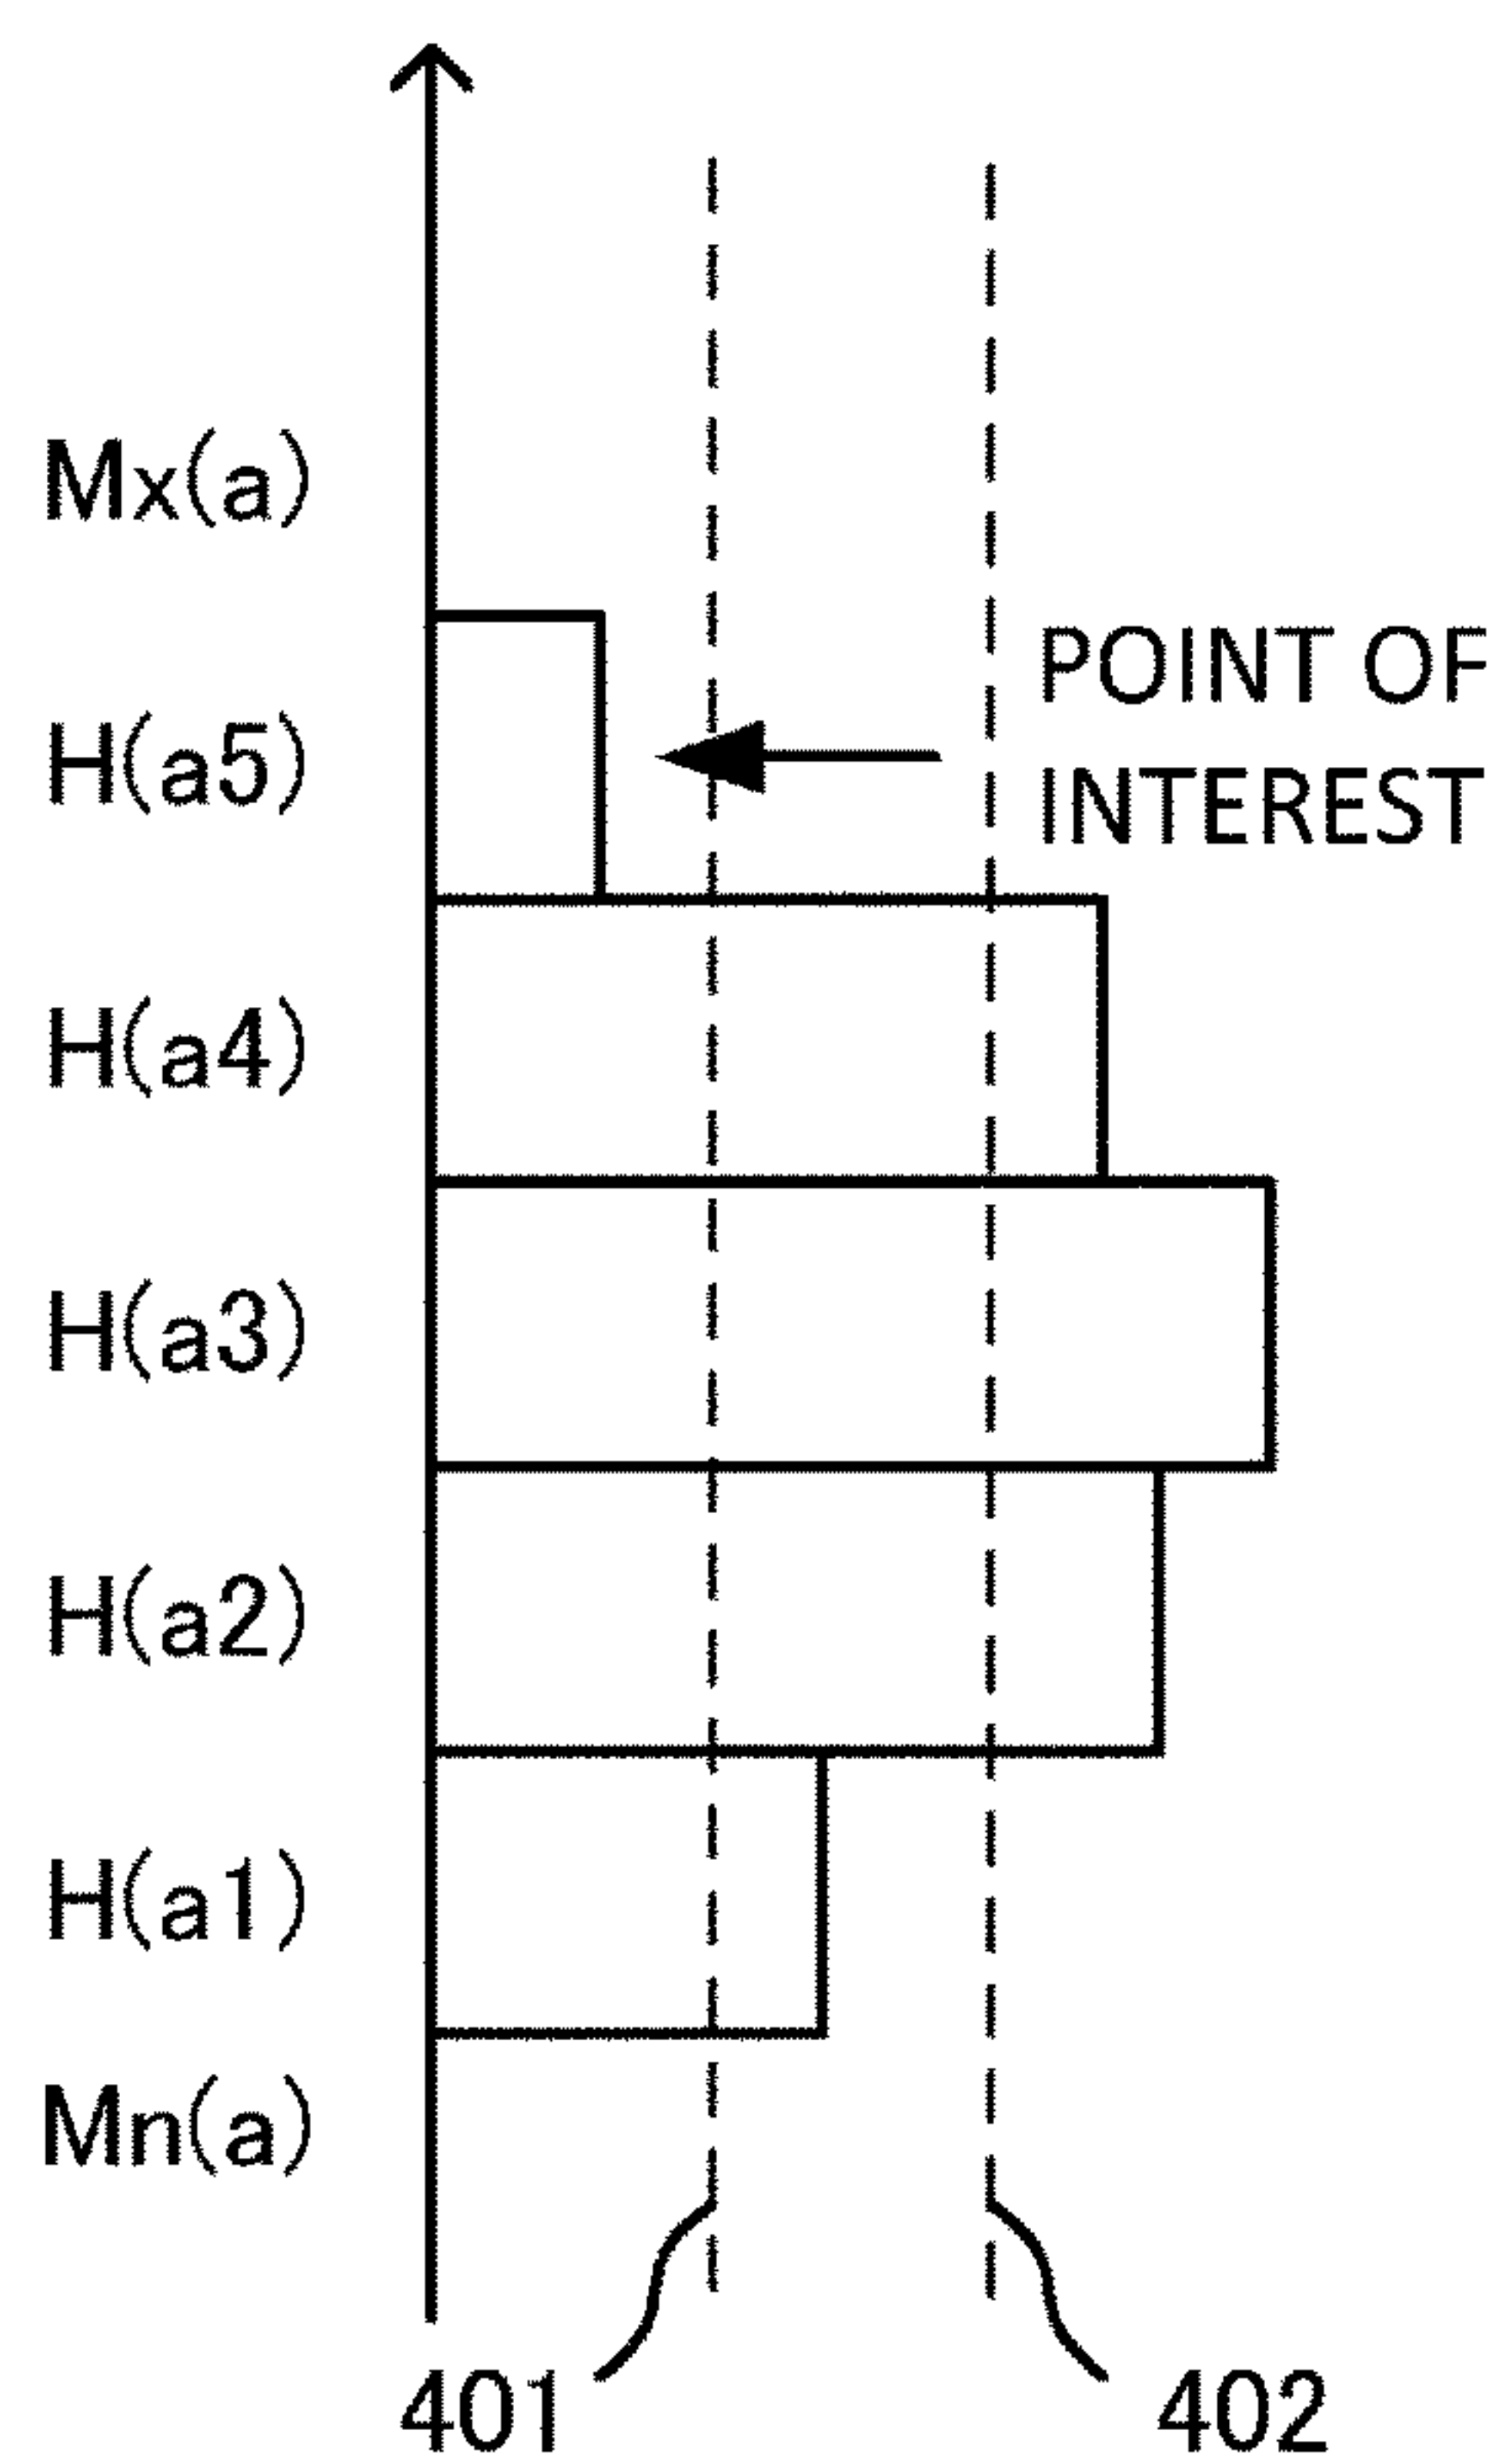 Mx(a)
POINT OF
INTEREST
H(a5)
H(a4)
H(a3)
H(a2)
H(a1)
Mn(a)
401
402